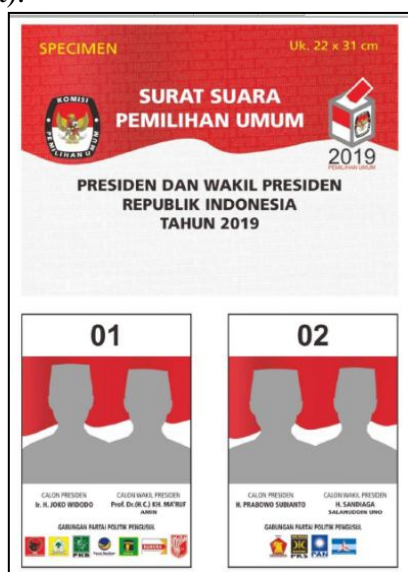 t).
SPECIMEN
Uk. 22 x 31 cm
KOMISI
PEMILIHAN UMUM
SURAT SUARA
PEMILIHAN UMUM
2019
PEMILIHAN UMUM
PRESIDEN DAN WAKIL PRESIDEN
REPUBLIK INDONESIA
TAHUN 2019
01
CALON PRESIDEN
Ir. H. JOKO WIDODO
CALON WAKIL PRESIDEN
Prof. Dr. (H.C.) KH. MA'RUF
AMIN
GABUNGAN PARTAI POLITIK PENGUSUL
PKB
02
CALON PRESIDEN
H. PRABOWO SUBIANTO
CALON WAKIL PRESIDEN
H. SANDIAGA
SALAHUDDIN UNO
GABUNGAN PARTAI POLITIK PENGUSUL
PKS
PAN